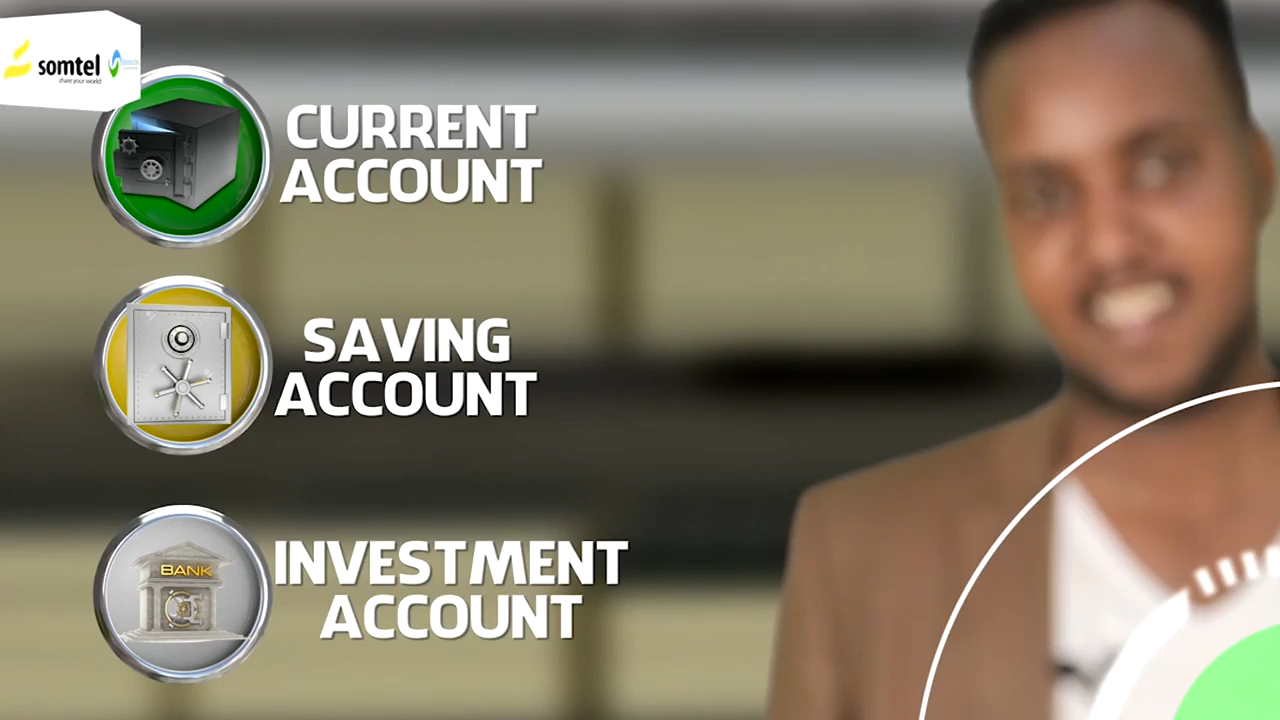 somtel
share your world
CURRENT
ACCOUNT
SAVING
ACCOUNT
BANK
INVESTMENT
ACCOUNT